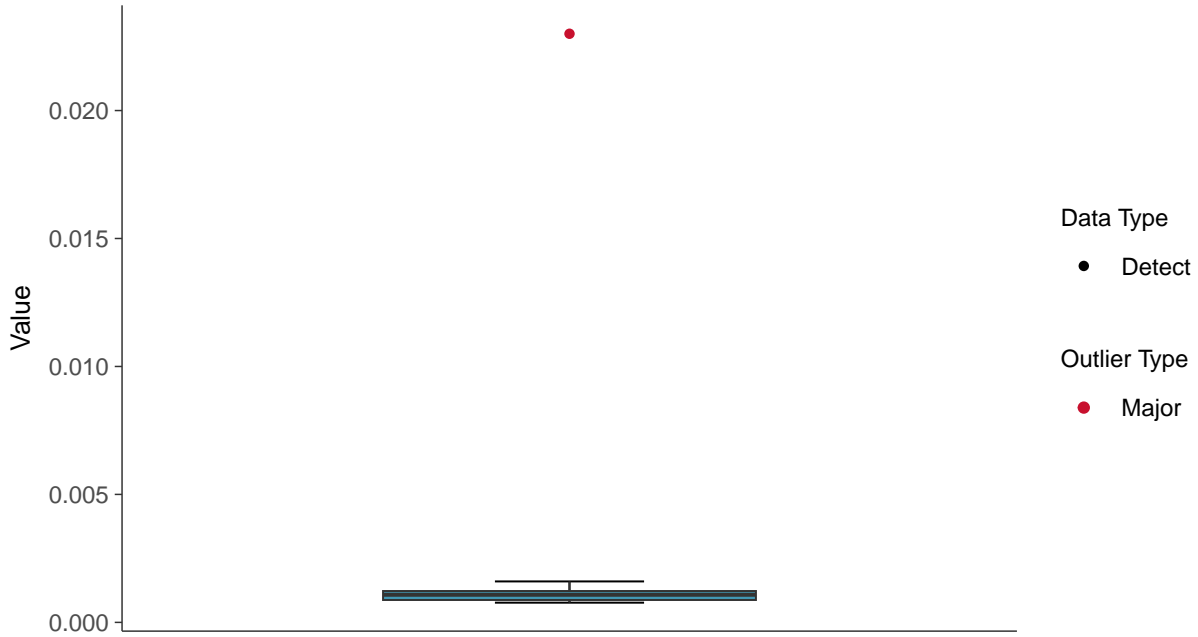 0.020
0.015
0.010
0.005
0.000
Value
Data Type
Detect
Outlier Type
Major